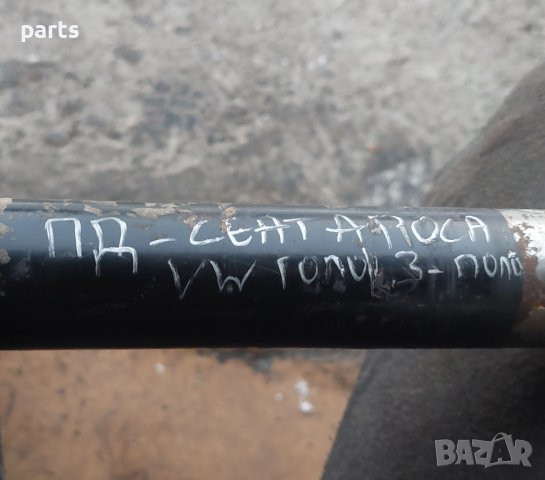 parts
ПД - СЕАТ АРОСА
VW ГОЛФ 3 - ПОЛО
BAZAR